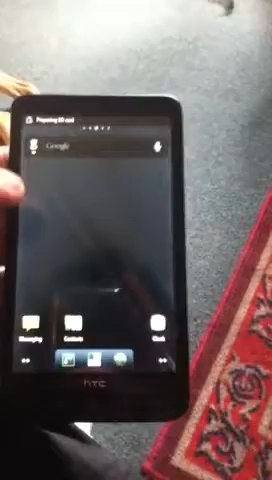 Preparing SD card
g Google
Messaging
Contacts
Clock
hTC